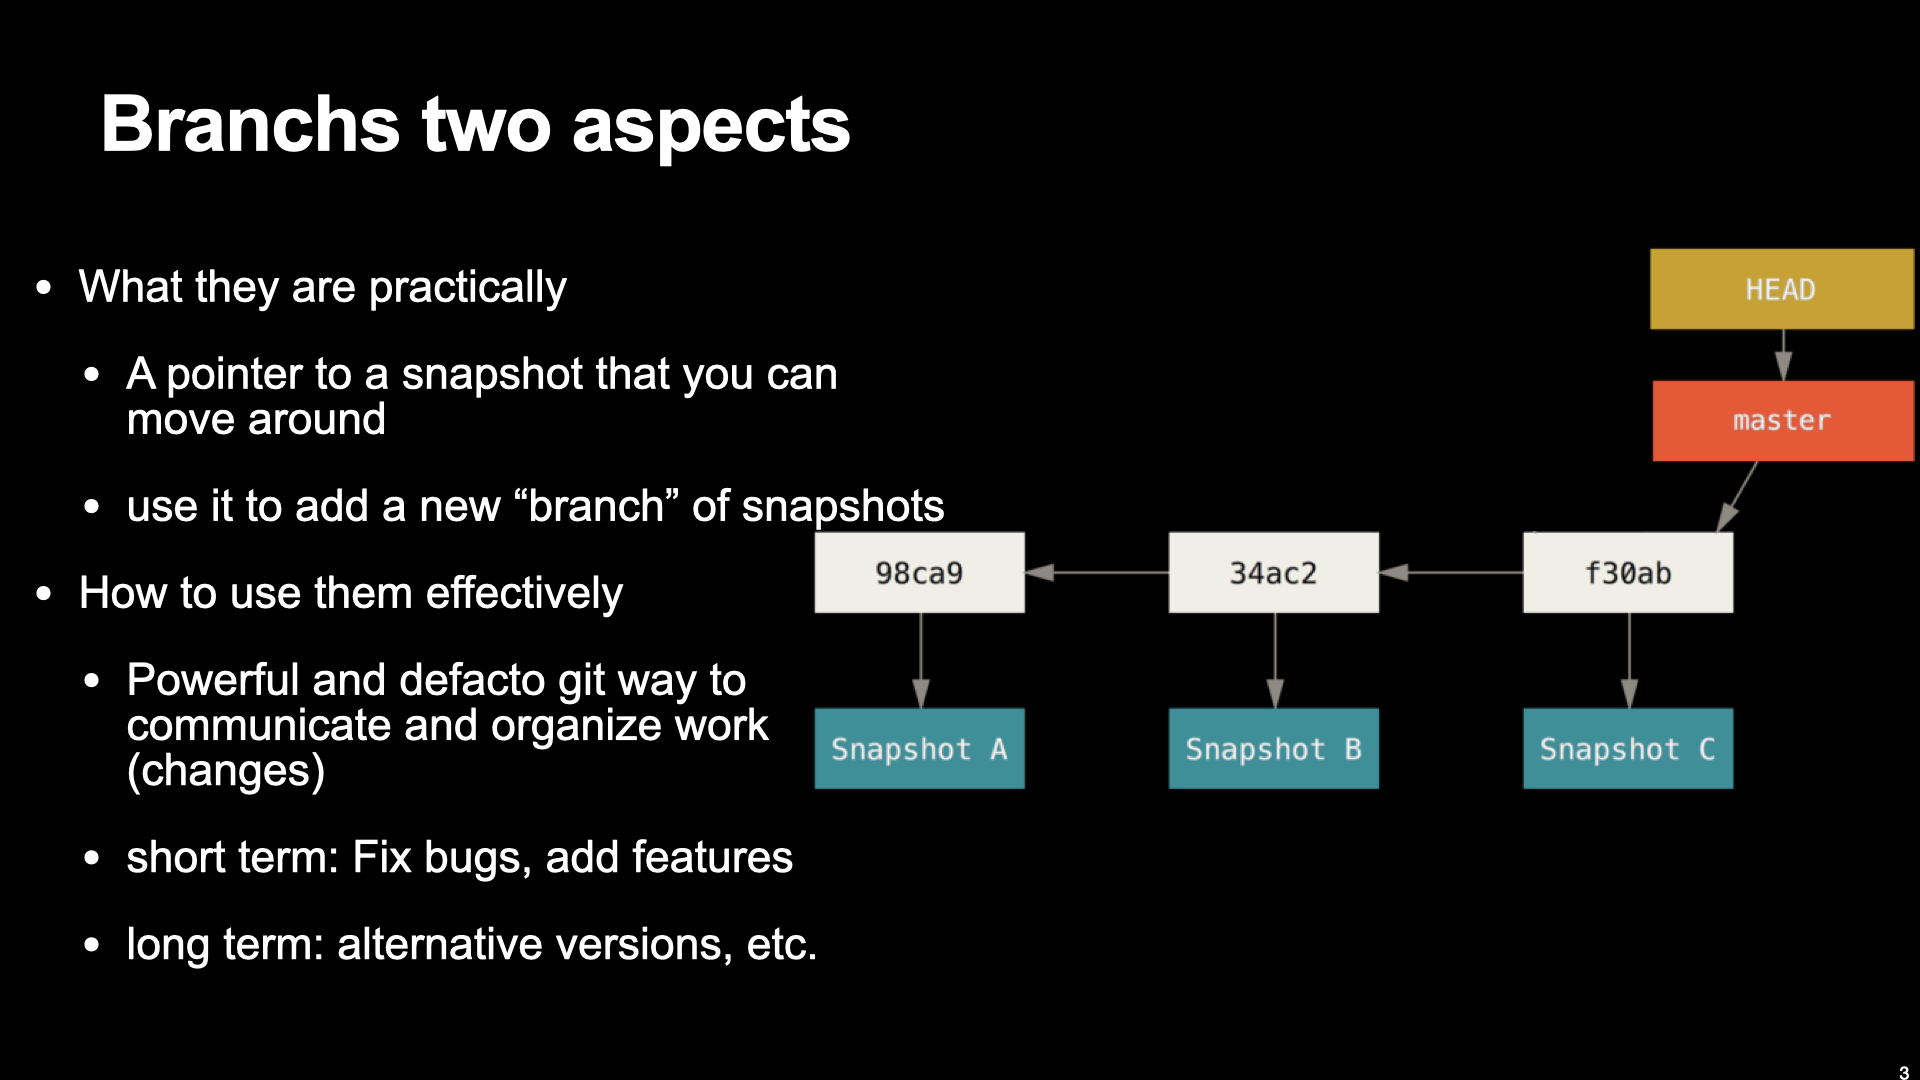 Branchs two aspects
• What they are practically
• A pointer to a snapshot that you can
move around
• use it to add a new “branch” of snapshots
• How to use them effectively
• Powerful and defacto git way to
communicate and organize work
(changes)
• short term: Fix bugs, add features
• long term: alternative versions, etc.
HEAD
master
98ca9
34ac2
f30ab
Snapshot A
Snapshot B
Snapshot C
3